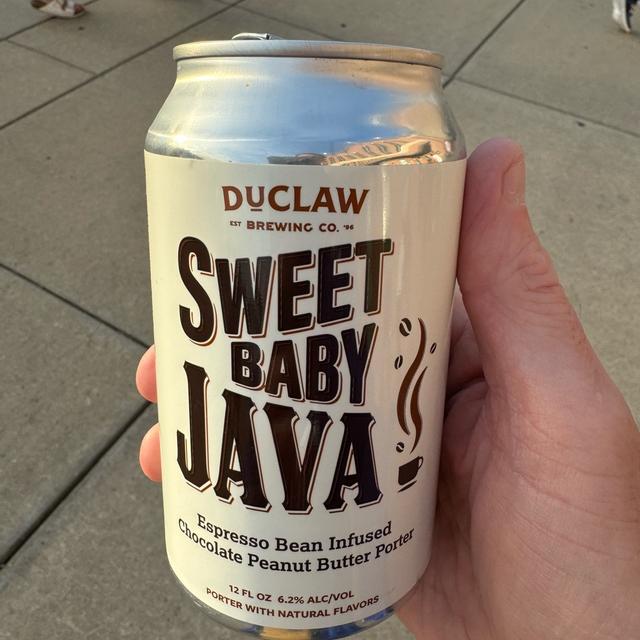 DUCLAW
EST BREWING CO. '96
SWEET
BABY
JAVA
Espresso Bean Infused
Chocolate Peanut Butter Porter
12 FL OZ 6.2% ALC/VOL
PORTER WITH NATURAL FLAVORS